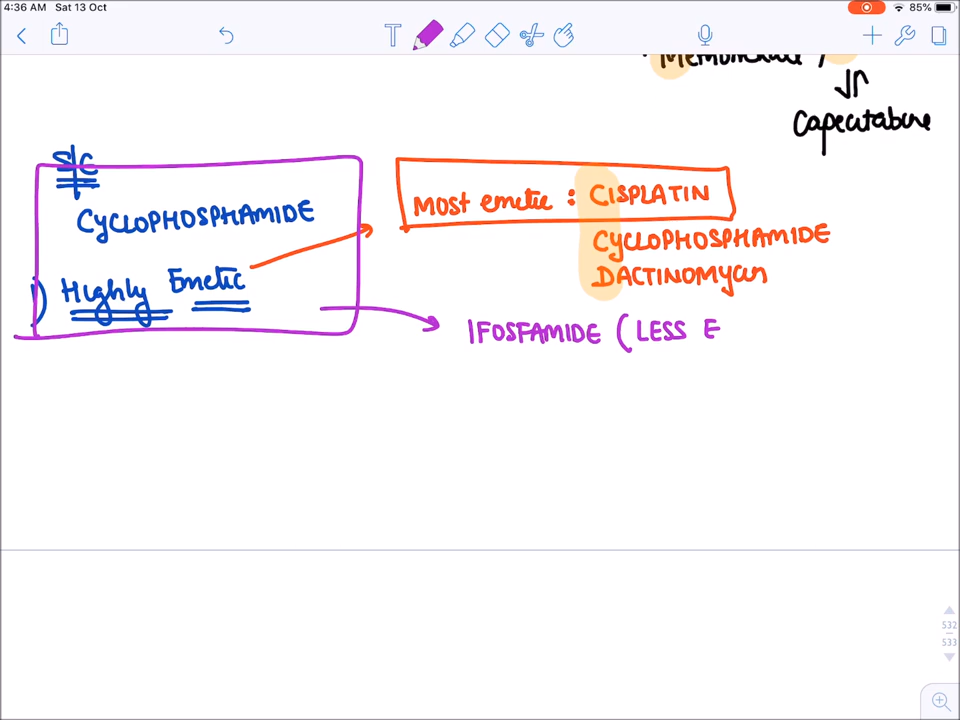 4:36 AM Sat 13 Oct
85%
T
Capecitabine
S/C
CYCLOPHOSPHAMIDE
) Highly Emetic
Most emetic : CISPLATIN
CYCLOPHOSPHAMIDE
DACTINOMYcin
IFOSFAMIDE (LESS E
532
533